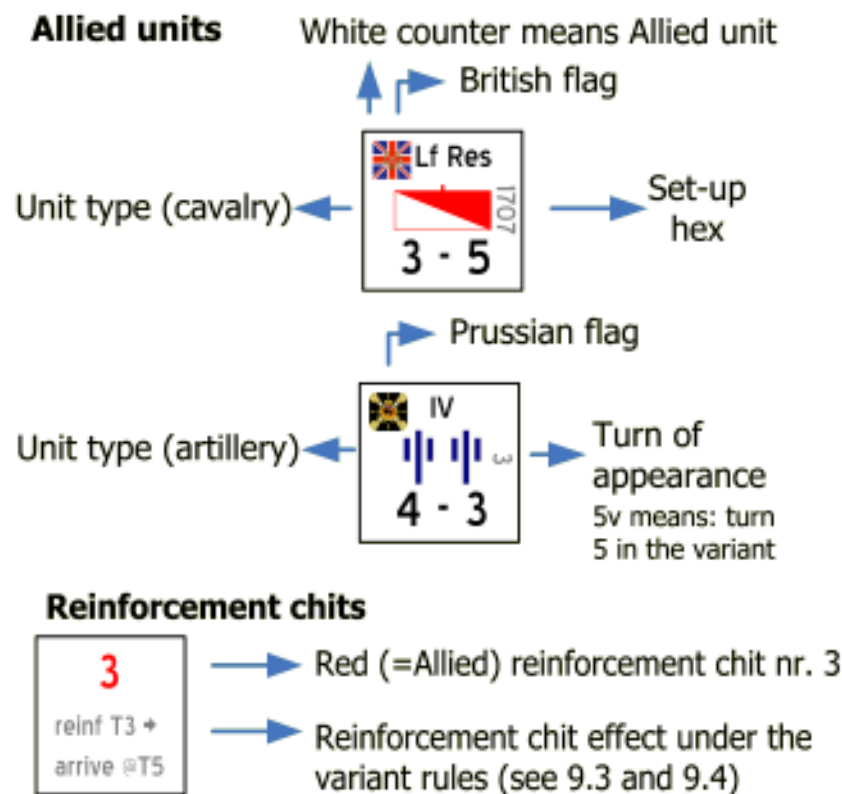 Allied units
White counter means Allied unit
British flag
Lf Res
1707
3 - 5
Unit type (cavalry)
Set-up
hex
Prussian flag
IV
3
4 - 3
Unit type (artillery)
Turn of
appearance
5v means: turn
5 in the variant
Reinforcement chits
3
reinf T3 →
arrive @T5
Red (=Allied) reinforcement chit nr. 3
Reinforcement chit effect under the
variant rules (see 9.3 and 9.4)